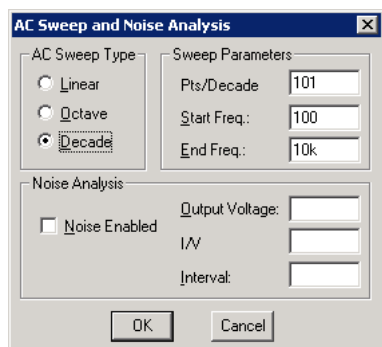 AC Sweep and Noise Analysis
AC Sweep Type
Linear
Octave
Decade
Sweep Parameters
Pts/Decade 101
Start Freq.: 100
End Freq.: 10k
Noise Analysis
Noise Enabled
Output Voltage:
I/V
Interval:
OK Cancel